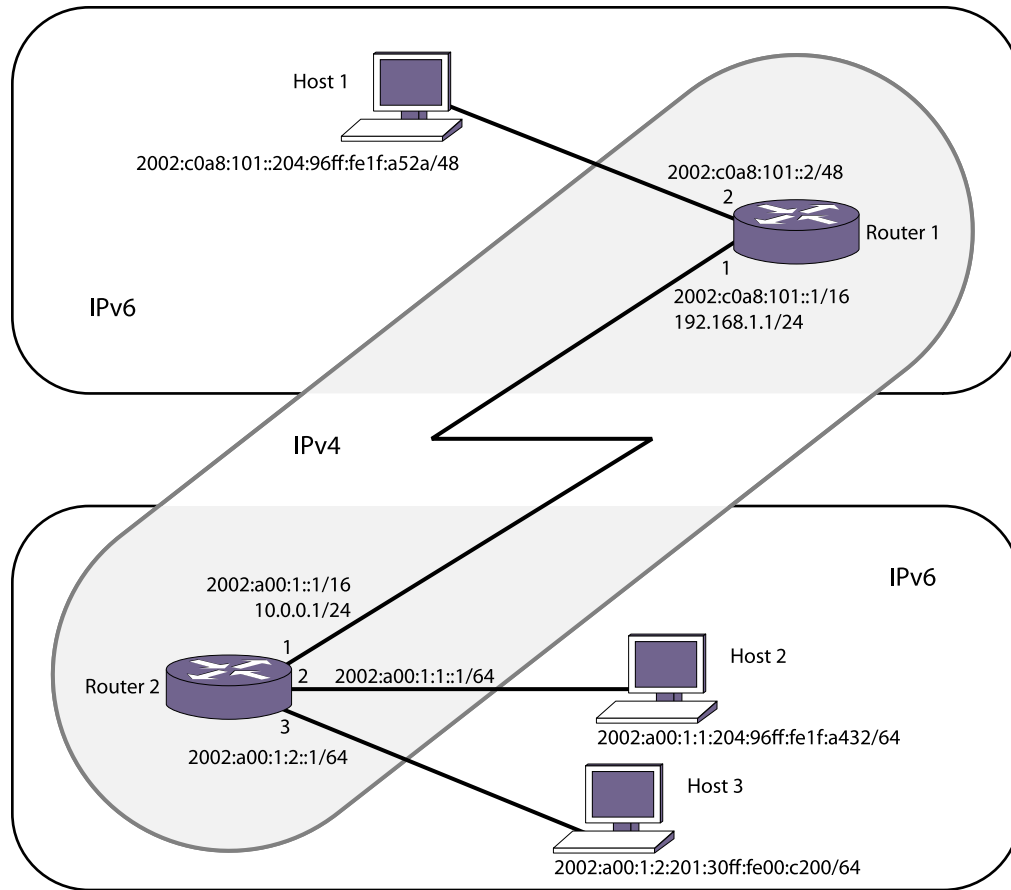 Host 1
2002:c0a8:101::204:96ff:fe1f:a52a/48
2002:c0a8:101::2/48
2
Router 1
1
2002:c0a8:101::1/16
192.168.1.1/24
IPv6
IPv4
2002:a00:1::1/16
10.0.0.1/24
IPv6
1
2
2002:a00:1:1::1/64
Host 2
Router 2
3
2002:a00:1:1:204:96ff:fe1f:a432/64
2002:a00:1:2::1/64
Host 3
2002:a00:1:2:201:30ff:fe00:c200/64